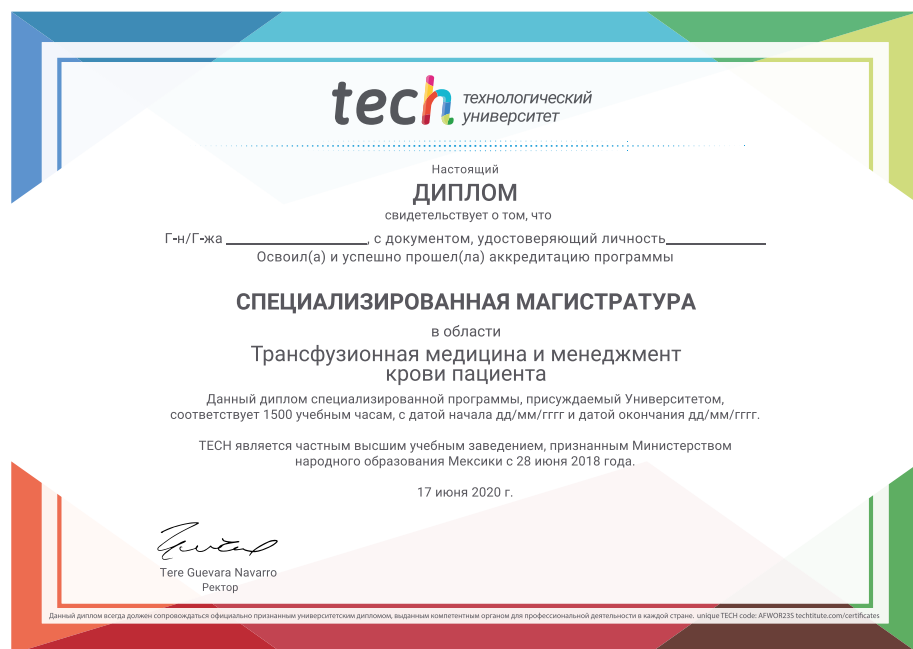 tech технологический
университет
Настоящий
ДИПЛОМ
свидетельствует о том, что
Г-н/Г-жа ____________________, с документом, удостоверяющий личность______________
Освоил(а) и успешно прошел(ла) аккредитацию программы
СПЕЦИАЛИЗИРОВАННАЯ МАГИСТРАТУРА
в области
Трансфузионная медицина и менеджмент
крови пациента
Данный диплом специализированной программы, присуждаемый Университетом,
соответствует 1500 учебным часам, с датой начала дд/мм/гггг и датой окончания дд/мм/гггг.
TECH является частным высшим учебным заведением, признанным Министерством
народного образования Мексики с 28 июня 2018 года.
17 июня 2020 г.
Tere Guevara Navarro
Ректор
Данный диплом всегда должен сопровождаться официально признанным университетским дипломом, выданным компетентным органом для профессиональной деятельности в каждой стране. unique TECH code: AFWOR23S techtitute.com/certificates